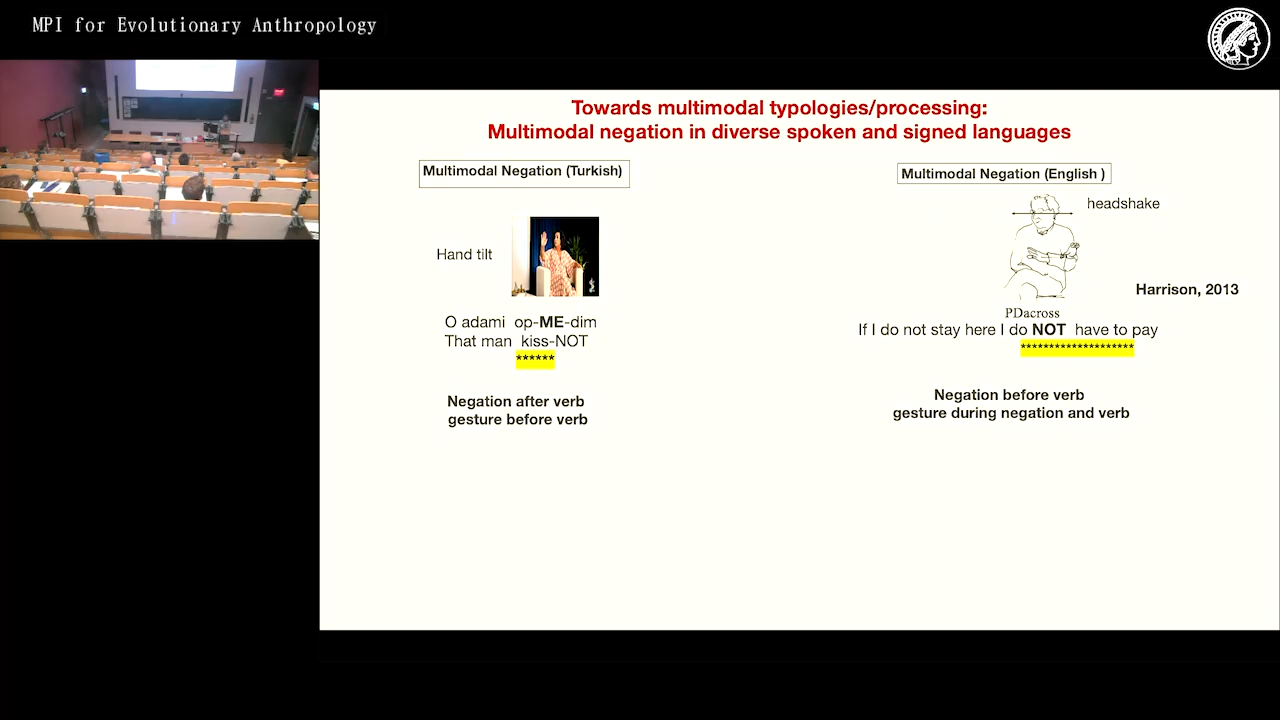 MPI for Evolutionary Anthropology
Towards multimodal typologies/processing:
Multimodal negation in diverse spoken and signed languages
Multimodal Negation (Turkish)
Hand tilt
O adami op-ME-dim
That man kiss-NOT
******
Negation after verb
gesture before verb
Multimodal Negation (English )
headshake
Harrison, 2013
PDacross
If I do not stay here I do NOT have to pay
********************
Negation before verb
gesture during negation and verb